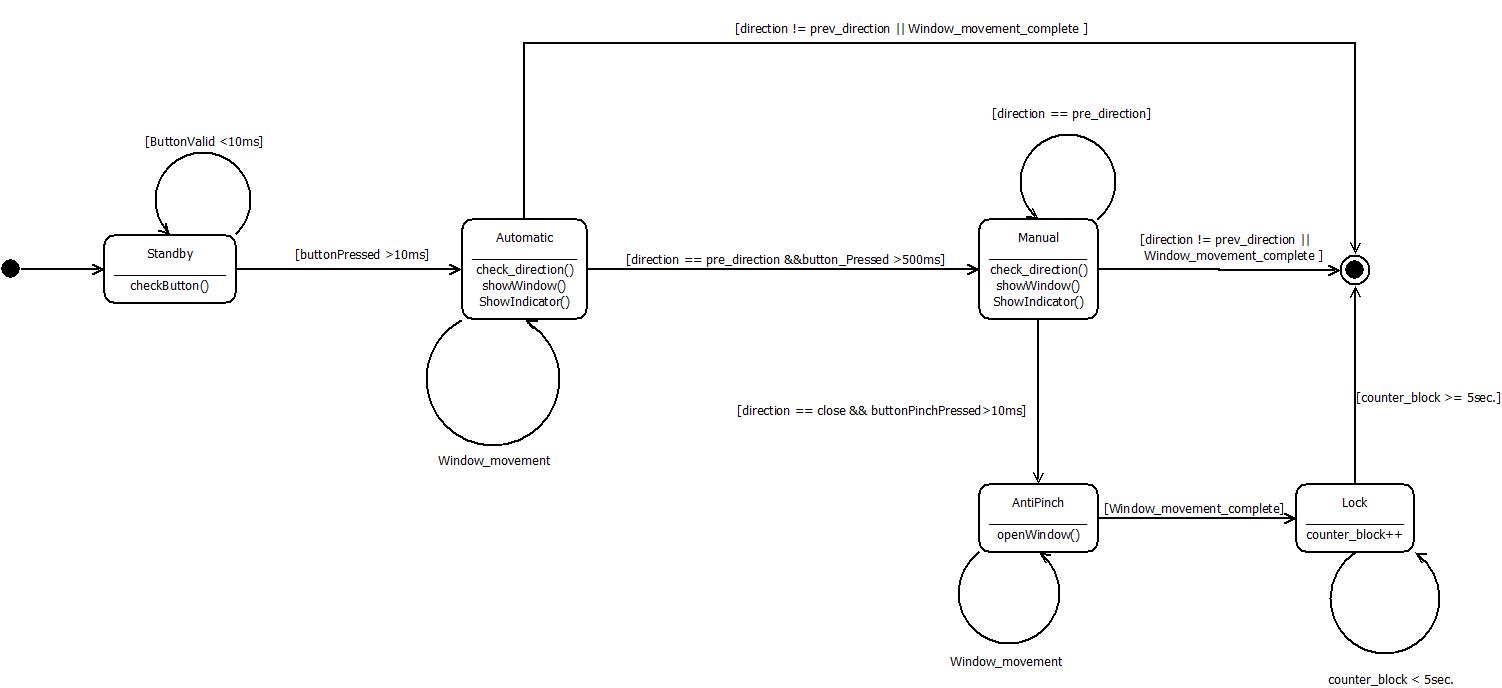 [direction != prev_direction || Window_movement_complete ]
[direction == pre_direction]
[ButtonValid <10ms]
Standby
checkButton()
[buttonPressed >10ms]
Automatic
check_direction()
showWindow()
ShowIndicator()
[direction == pre_direction &&button_Pressed >500ms]
Manual
check_direction()
showWindow()
ShowIndicator()
[direction != prev_direction ||
Window_movement_complete ]
Window_movement
[direction == close && buttonPinchPressed>10ms]
[counter_block >= 5sec.]
AntiPinch
openWindow()
[Window_movement_complete]
Lock
counter_block++
Window_movement
counter_block < 5sec.